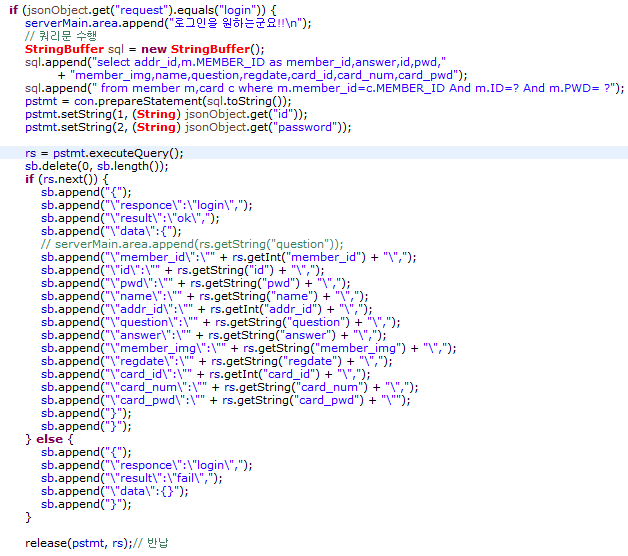 if (jsonObject.get("request").equals("login")) {
serverMain.area.append("로그인을 원하는군요!!\n");
// 쿼리문 수행
StringBuffer sql = new StringBuffer();
sql.append("select addr_id,m.MEMBER_ID as member_id,answer,id,pwd,"
+ "member_img,name,question,regdate,card_id,card_num,card_pwd");
sql.append(" from member m,card c where m.member_id=c.MEMBER_ID And m.ID=? And m.PWD= ?");
pstmt = con.prepareStatement(sql.toString());
pstmt.setString(1, (String) jsonObject.get("id"));
pstmt.setString(2, (String) jsonObject.get("password"));
rs = pstmt.executeQuery();
sb.delete(0, sb.length());
if (rs.next()) {
sb.append("{");
sb.append("\"responce\":\"login\",");
sb.append("\"result\":\"ok\",");
sb.append("\"data\":{");
// serverMain.area.append(rs.getString("question"));
sb.append("\"member_id\":\"" + rs.getInt("member_id") + "\",");
sb.append("\"id\":\"" + rs.getString("id") + "\",");
sb.append("\"pwd\":\"" + rs.getString("pwd") + "\",");
sb.append("\"name\":\"" + rs.getString("name") + "\",");
sb.append("\"addr_id\":\"" + rs.getInt("addr_id") + "\",");
sb.append("\"question\":\"" + rs.getString("question") + "\",");
sb.append("\"answer\":\"" + rs.getString("answer") + "\",");
sb.append("\"member_img\":\"" + rs.getString("member_img") + "\",");
sb.append("\"regdate\":\"" + rs.getString("regdate") + "\",");
sb.append("\"card_id\":\"" + rs.getInt("card_id") + "\",");
sb.append("\"card_num\":\"" + rs.getString("card_num") + "\",");
sb.append("\"card_pwd\":\"" + rs.getString("card_pwd") + "\"");
sb.append("}");
sb.append("}");
} else {
sb.append("{");
sb.append("\"responce\":\"login\",");
sb.append("\"result\":\"fail\",");
sb.append("\"data\":{}");
sb.append("}");
}
release(pstmt, rs);// 반납